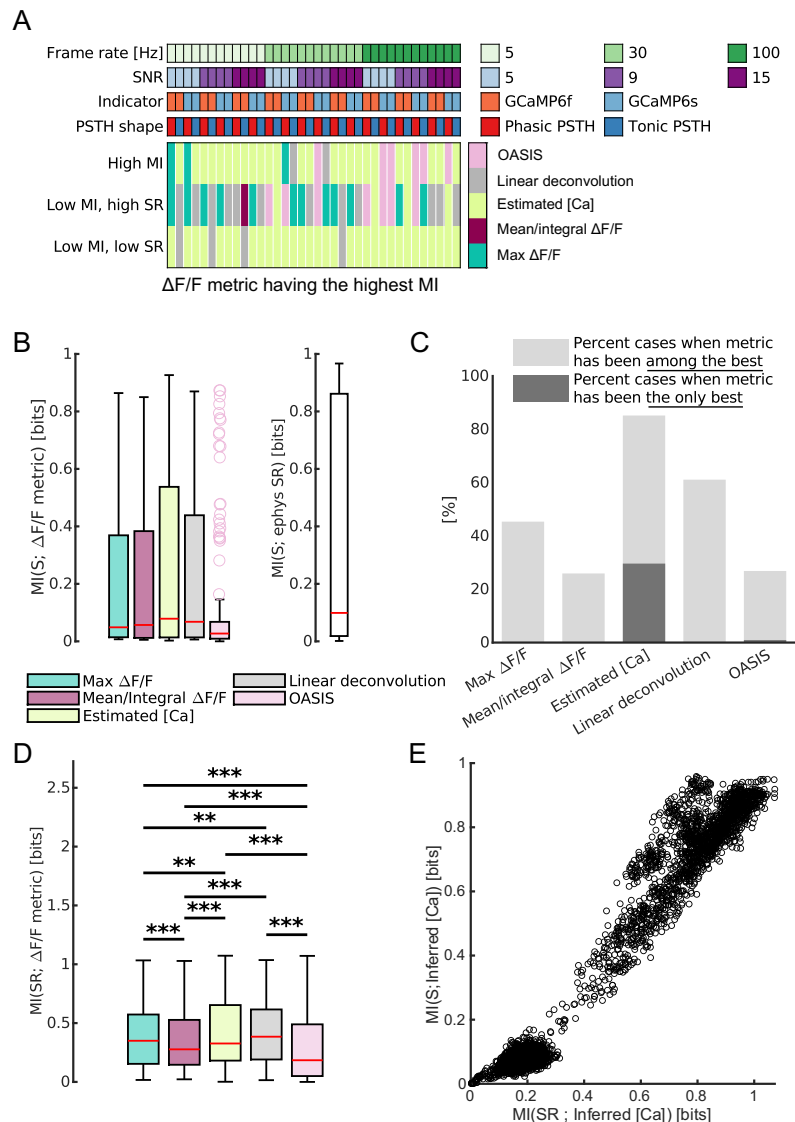 A
Frame rate [Hz]
5
30
100
SNR
5
9
15
Indicator
GCaMP6f
GCaMP6s
PSTH shape
Phasic PSTH
Tonic PSTH
High MI
Low MI, high SR
Low MI, low SR
OASIS
Linear deconvolution
Estimated [Ca]
Mean/integral ΔF/F
Max ΔF/F
ΔF/F metric having the highest MI
B
MI(S; ΔF/F metric) [bits]
1
0.8
0.6
0.4
0.2
0
MI(S; ephys SR) [bits]
1
0.8
0.6
0.4
0.2
0
Max ΔF/F
Mean/Integral ΔF/F
Estimated [Ca]
Linear deconvolution
OASIS
C
Percent cases when metric
has been among the best
Percent cases when metric
has been the only best
[%]
100
80
60
40
20
0
Max ΔF/F
Mean/integral ΔF/F
Estimated [Ca]
Linear deconvolution
OASIS
D
MI(SR; ΔF/F metric) [bits]
2.5
2
1.5
1
0.5
0
***
***
**
***
**
***
***
***
***
E
MI(S;Inferred [Ca]) [bits]
1
0.8
0.6
0.4
0.2
0
0
0.2
0.4
0.6
0.8
1
MI(SR ; Inferred [Ca]) [bits]